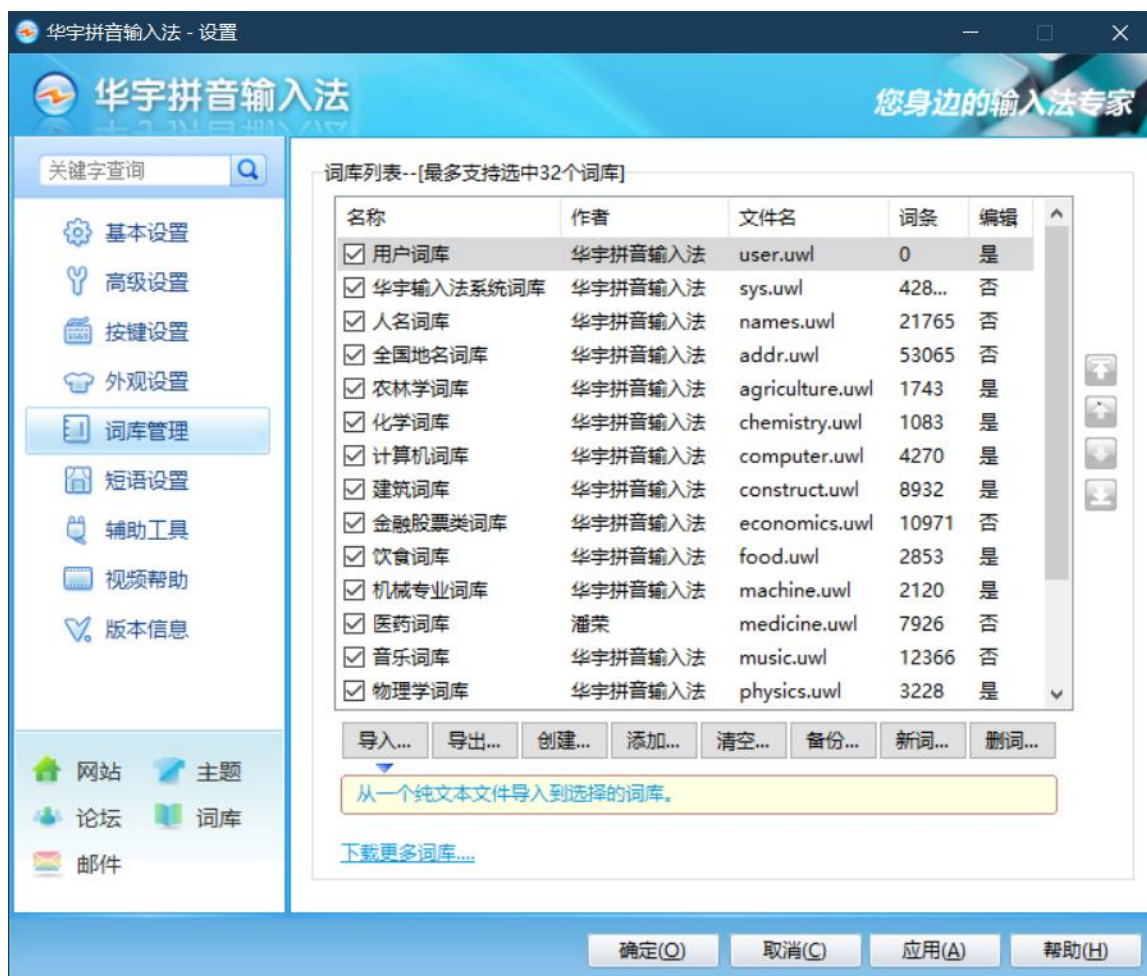 华宇拼音输入法 - 设置
华宇拼音输入法
您身边的输入法专家
关键字查询
基本设置
高级设置
按键设置
外观设置
词库管理
短语设置
辅助工具
视频帮助
版本信息
网站 主题
论坛 词库
邮件
词库列表--[最多支持选中32个词库]
名称 作者 文件名 词条 编辑
用户词库 华宇拼音输入法 user.uwl 0 是
华宇输入法系统词库 华宇拼音输入法 sys.uwl 428... 否
人名词库 华宇拼音输入法 names.uwl 21765 否
全国地名词库 华宇拼音输入法 addr.uwl 53065 否
农林学词库 华宇拼音输入法 agriculture.uwl 1743 是
化学词库 华宇拼音输入法 chemistry.uwl 1083 是
计算机词库 华宇拼音输入法 computer.uwl 4270 是
建筑词库 华宇拼音输入法 construct.uwl 8932 是
金融股票类词库 华宇拼音输入法 economics.uwl 10971 否
饮食词库 华宇拼音输入法 food.uwl 2853 是
机械专业词库 华宇拼音输入法 machine.uwl 2120 是
医药词库 潘荣 medicine.uwl 7926 否
音乐词库 华宇拼音输入法 music.uwl 12366 否
物理学词库 华宇拼音输入法 physics.uwl 3228 是
导入... 导出... 创建... 添加... 清空... 备份... 新词... 删词...
从一个纯文本文件导入到选择的词库。
下载更多词库....
确定(O) 取消(C) 应用(A) 帮助(H)